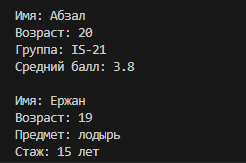 Имя: Абзал
Возраст: 20
Группа: IS-21
Средний балл: 3.8

Имя: Ержан
Возраст: 19
Предмет: лодырь
Стаж: 15 лет